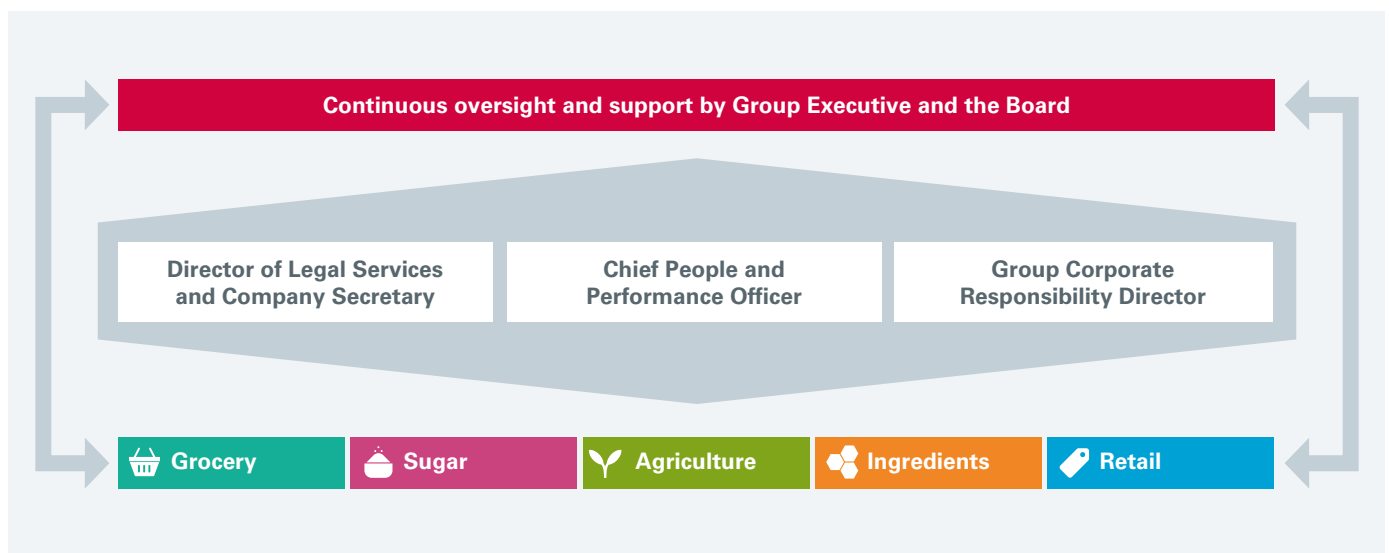 Continuous oversight and support by Group Executive and the Board
Director of Legal Services
and Company Secretary
Chief People and
Performance Officer
Group Corporate
Responsibility Director
Grocery
Sugar
Agriculture
Ingredients
Retail